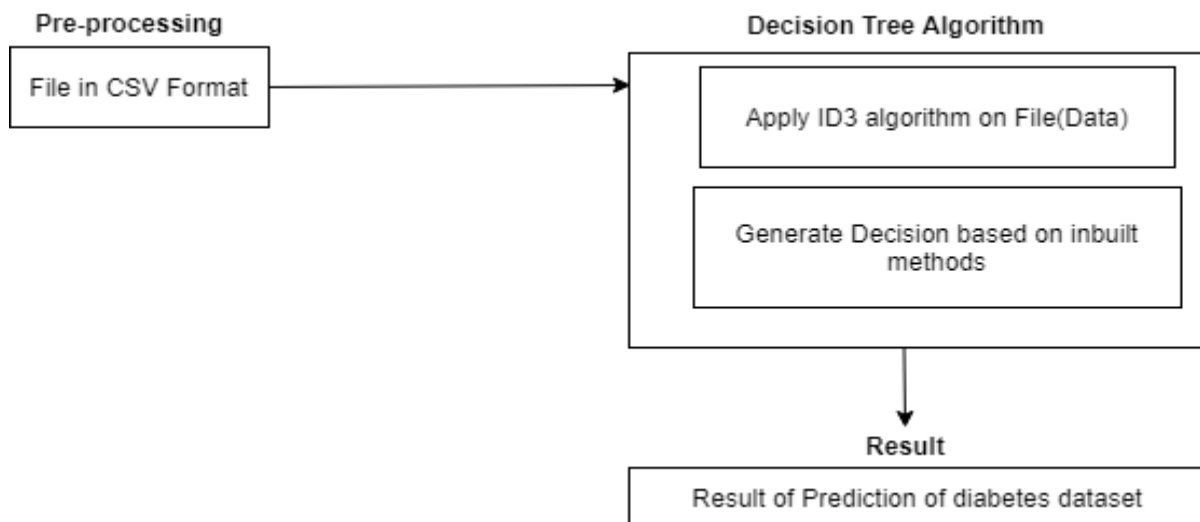 Pre-processing
File in CSV Format
Decision Tree Algorithm
Apply ID3 algorithm on File(Data)
Generate Decision based on inbuilt
methods
Result
Result of Prediction of diabetes dataset